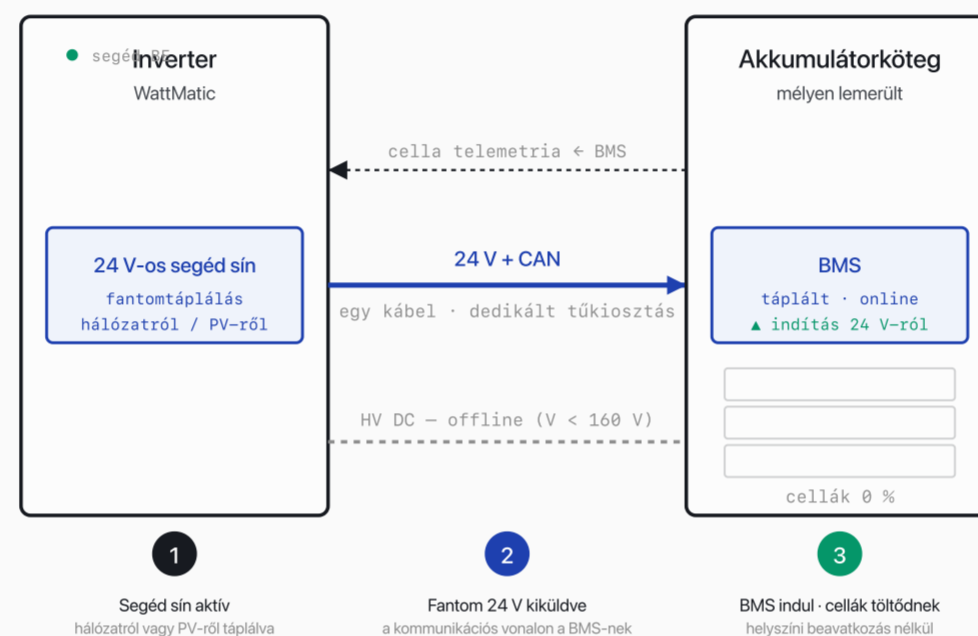 segéd BE
Inverter
WattMatic
Akkumulátorköteg
mélyen lemerült
cella telemetria ← BMS
24 V-os segéd sín
fantomtáplálás
hálózatról / PV-ről
24 V + CAN
egy kábel · dedikált tűkiosztás
BMS
táplált · online
▲ indítás 24 V-ról
HV DC — offline (V < 160 V)
cellák 0 %
1
2
3
Segéd sín aktív
hálózatról vagy PV-ről táplálva
Fantom 24 V kiküldve
a kommunikációs vonalon a BMS-nek
BMS indul · cellák töltődnek
helyszíni beavatkozás nélkül